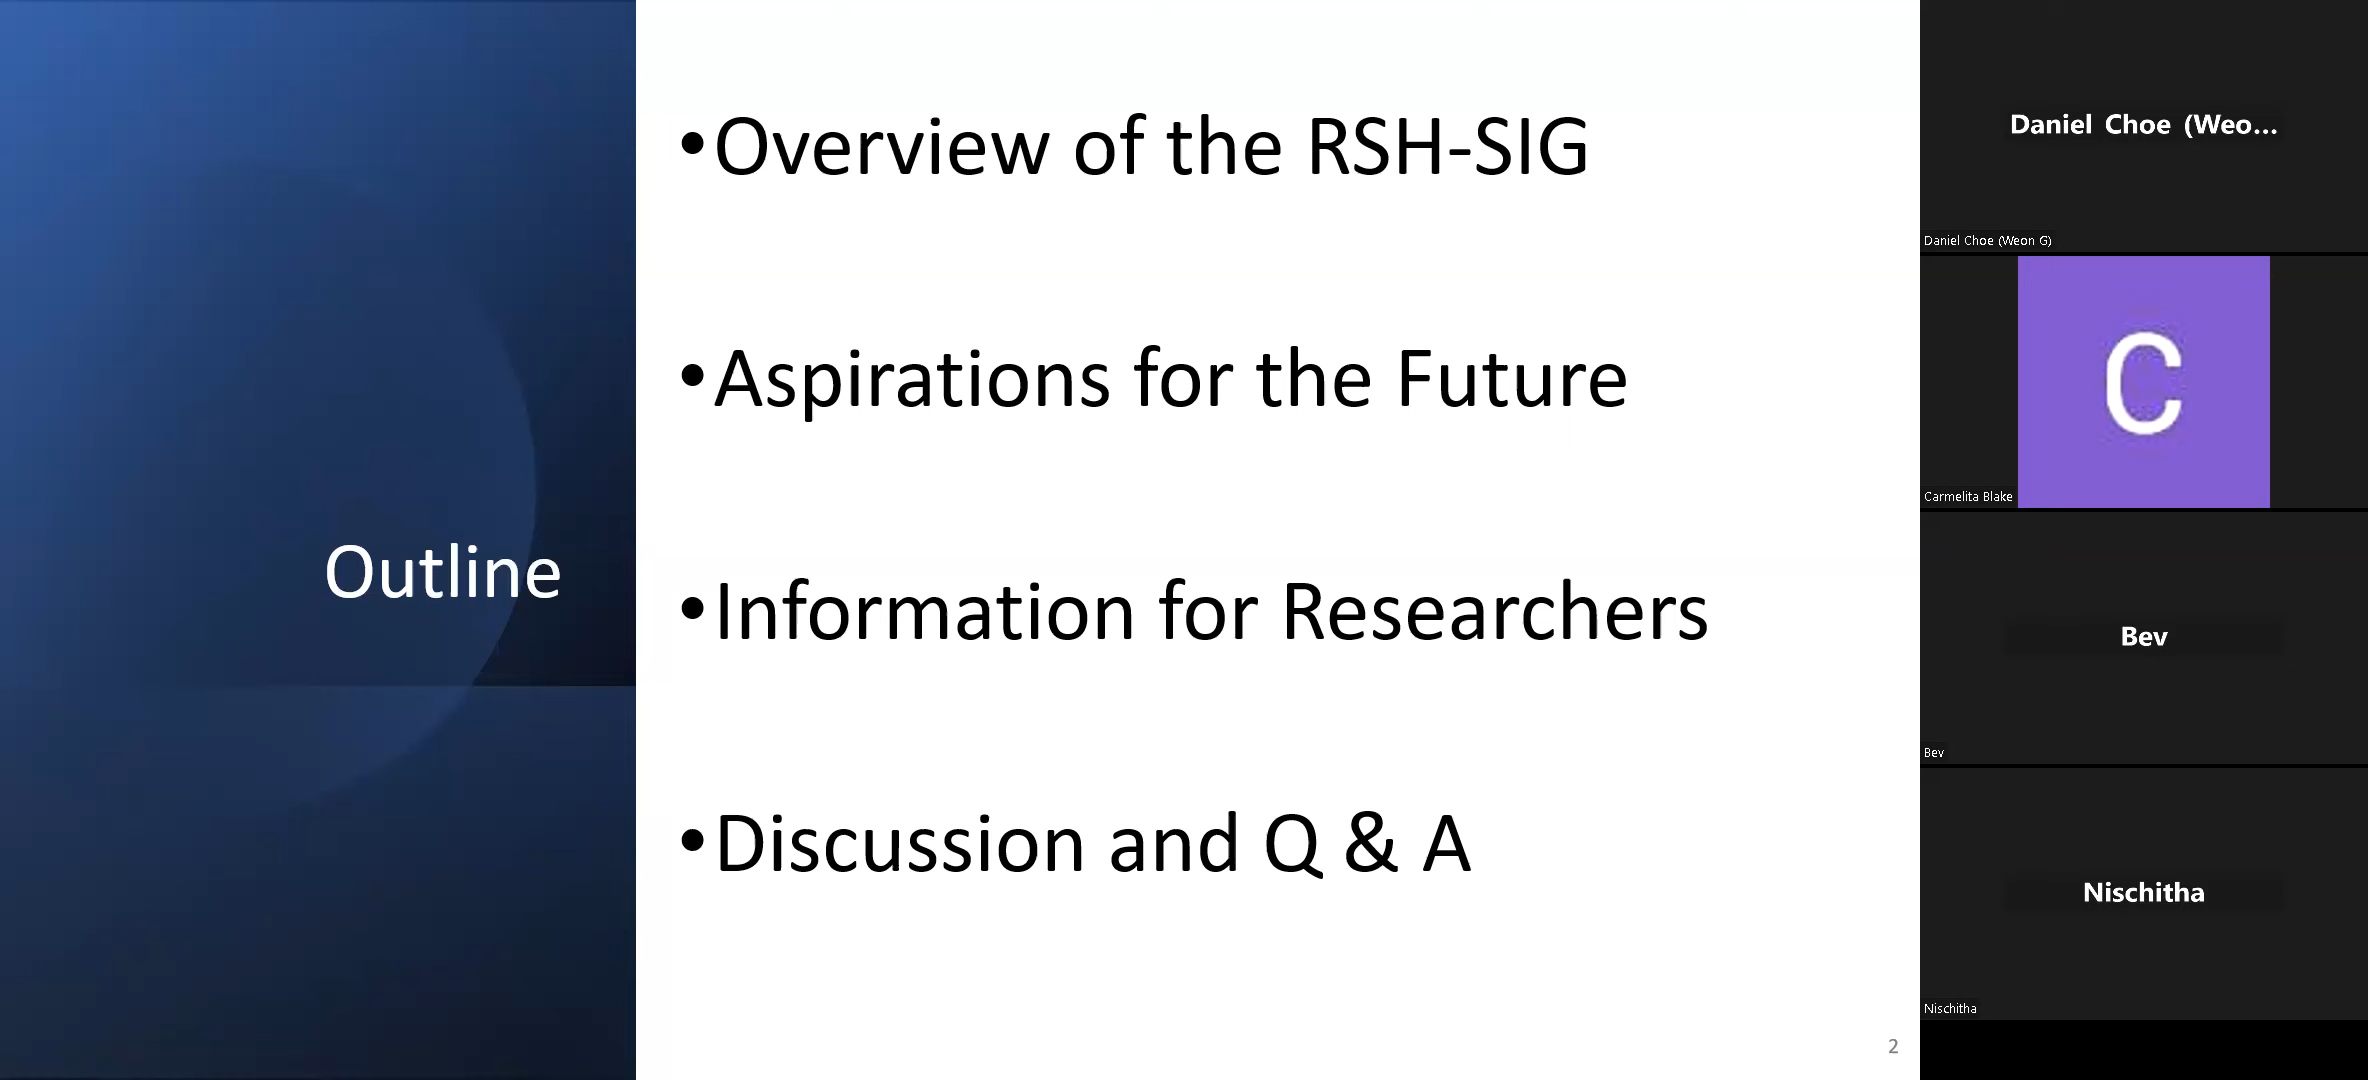 Outline
•Overview of the RSH-SIG
•Aspirations for the Future
•Information for Researchers
•Discussion and Q & A
2
Daniel Choe (Weo...
Daniel Choe (Weon G)
C
Carmelita Blake
Bev
Bev
Nischitha
Nischitha